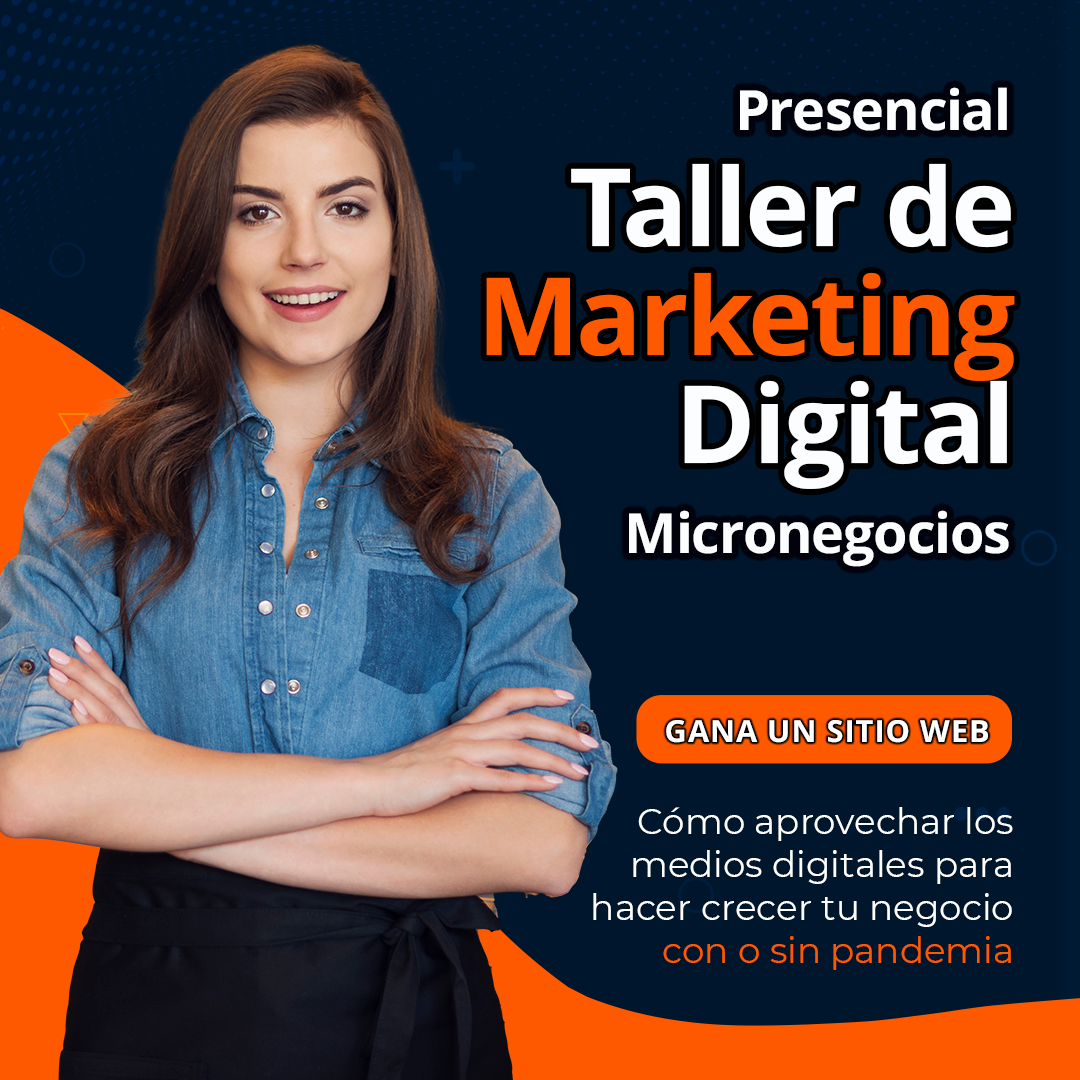 Presencial
Taller de
Marketing
Digital
Micronegocios
GANA UN SITIO WEB
Cómo aprovechar los
medios digitales para
hacer crecer tu negocio
con o sin pandemia